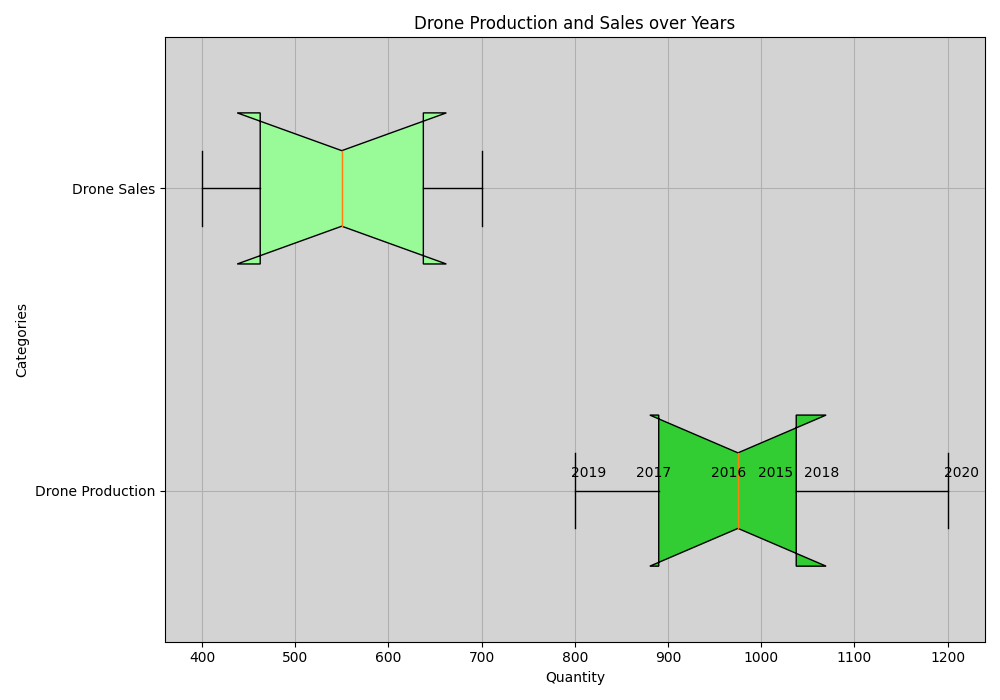 Drone Production and Sales over Years
Drone Sales
Categories
2019 2017 2016 2015 2018 2020
Drone Production
400 500 600 700 800 900 1000 1100 1200
Quantity